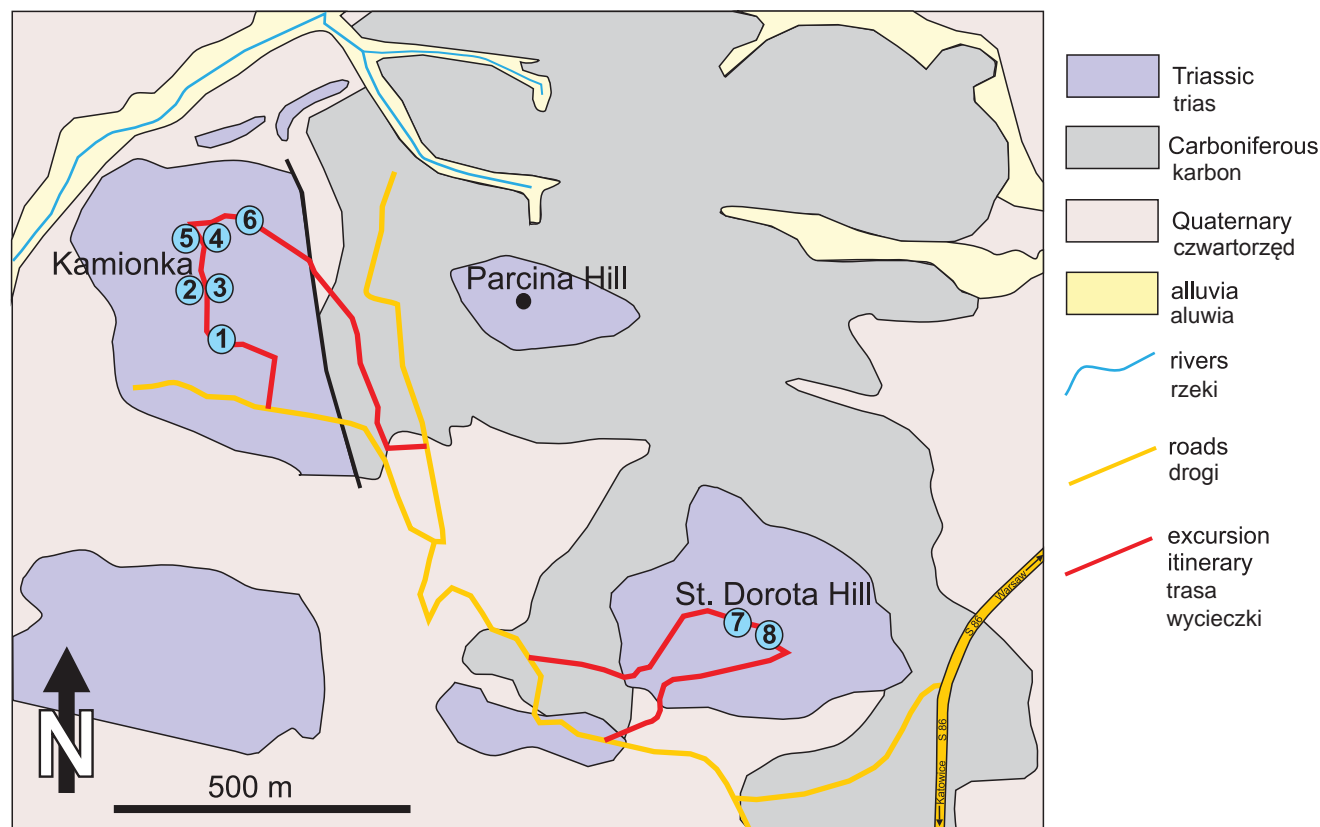 6
5
4
Kamionka
2
3
1
Parcina Hill
St. Dorota Hill
7
8
N
500 m
Warsaw
S 86
S 86
Katowice
Triassic
trias
Carboniferous
karbon
Quaternary
czwartorzęd
alluvia
aluwia
rivers
rzeki
roads
drogi
excursion
itinerary
trasa
wycieczki